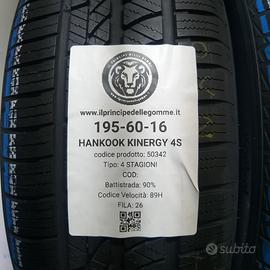 www.ilprincipedellegomme.it
195-60-16
HANKOOK KINERGY 4S
codice prodotto: 50342
Tipo: 4 STAGIONI
COD:
Battistrada: 90%
Codice Velocità: 89H
FILA: 26
subito